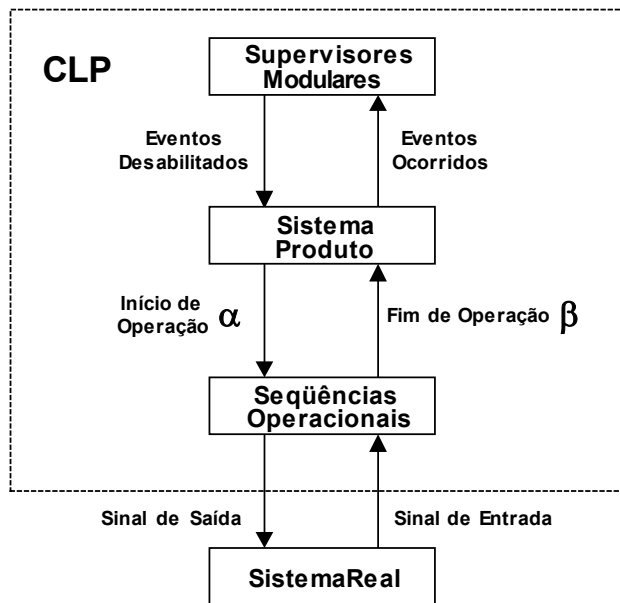 CLP
Supervisores
Modulares
Eventos
Desabilitados
Eventos
Ocorridos
Sistema
Produto
Início de
Operação α
Fim de Operação β
Seqüências
Operacionais
Sinal de Saída
Sinal de Entrada
SistemaReal